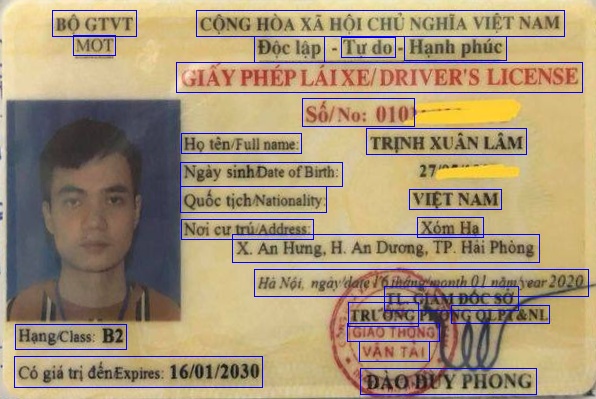 BỘ GTVT
MOT
CỘNG HÒA XÃ HỘI CHỦ NGHĨA VIỆT NAM
Độc lập - Tự do - Hạnh phúc
GIẤY PHÉP LÁI XE/ DRIVER'S LICENSE
Số/No: 010
Họ tên/Full name: TRỊNH XUÂN LÂM
Ngày sinh/Date of Birth: 27/
Quốc tịch/Nationality: VIỆT NAM
Nơi cư trú/Address: Xóm Hạ
X. An Hưng, H. An Dương, TP. Hải Phòng
Hà Nội, ngày/date 16 tháng/month 01 năm/year 2020
TL. GIÁM ĐỐC SỞ
TRƯỞNG PHÒNG QLPT&NL
GIAO THÔNG
VẬN TẢI
Hạng/Class: B2
Có giá trị đến/Expires: 16/01/2030
ĐÀO DUY PHONG